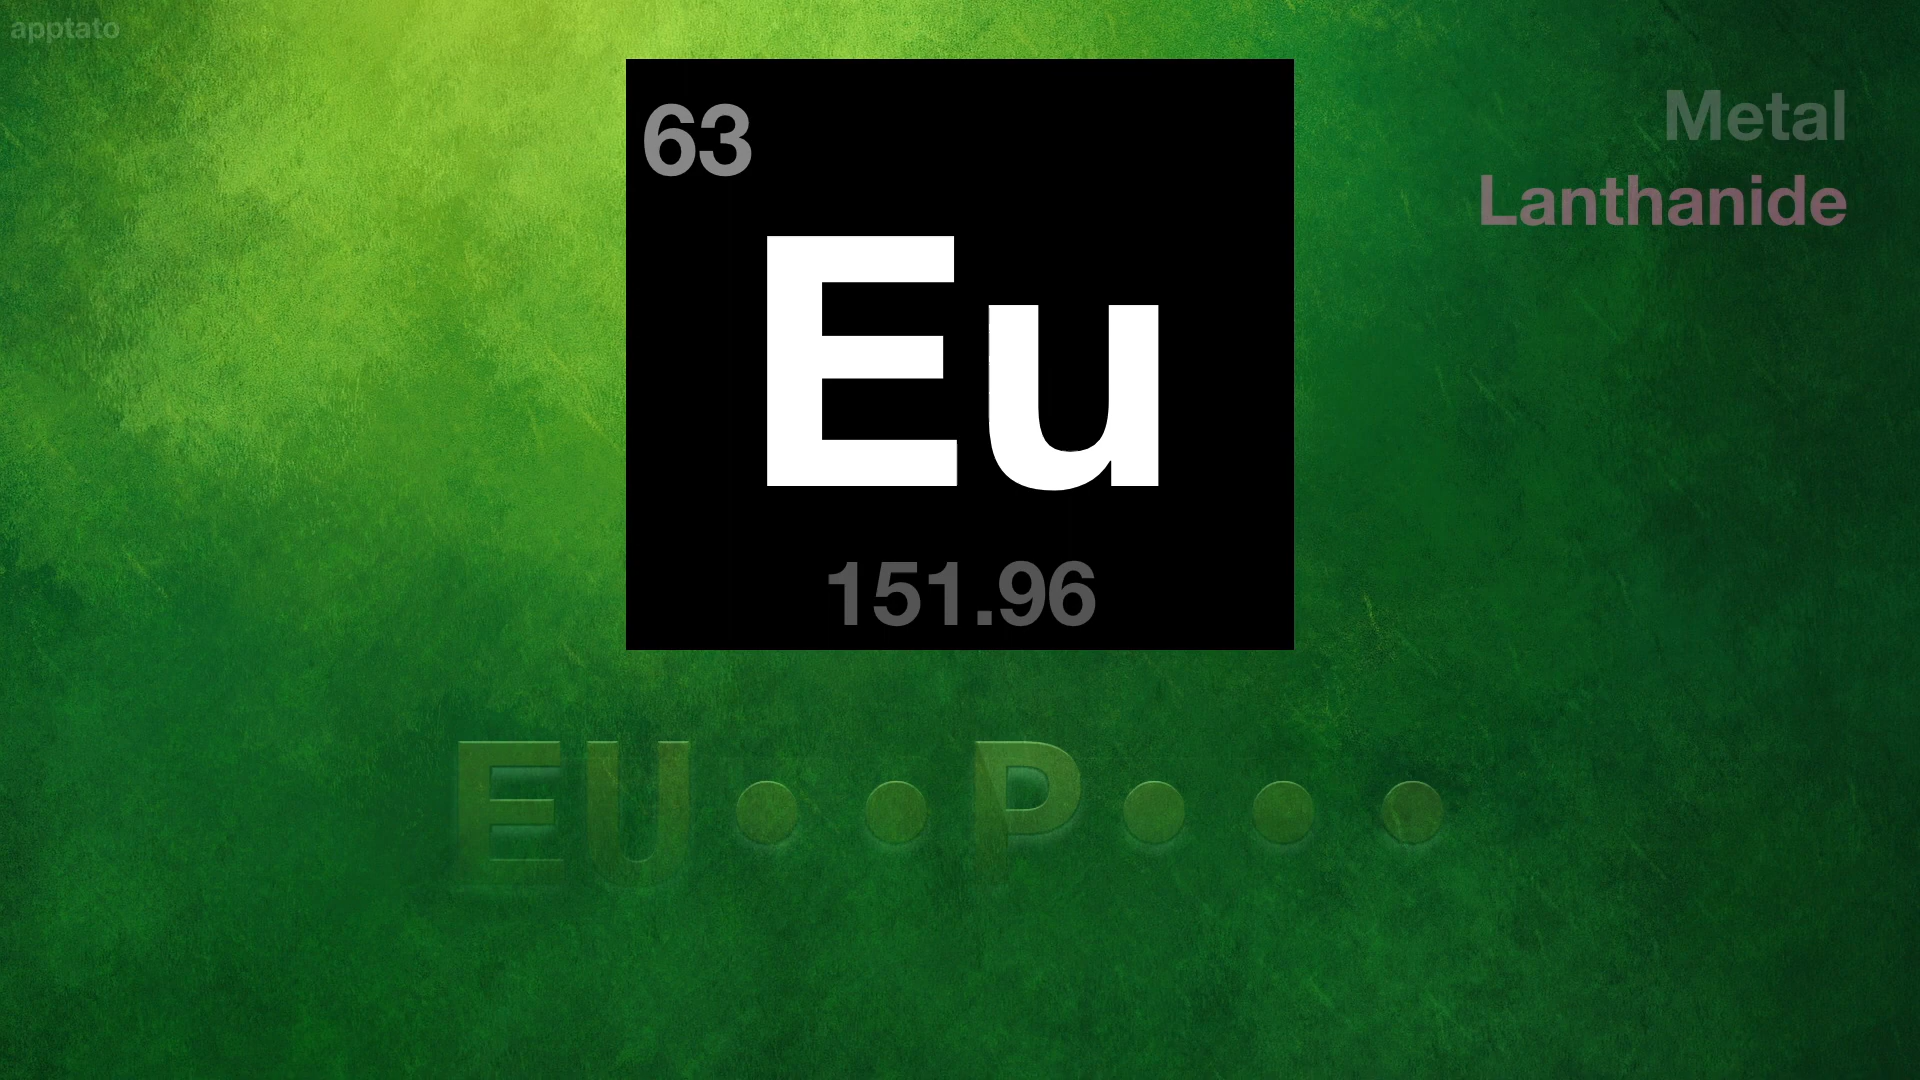 apptato
63
Metal
Lanthanide
Eu
151.96
EU••P•••